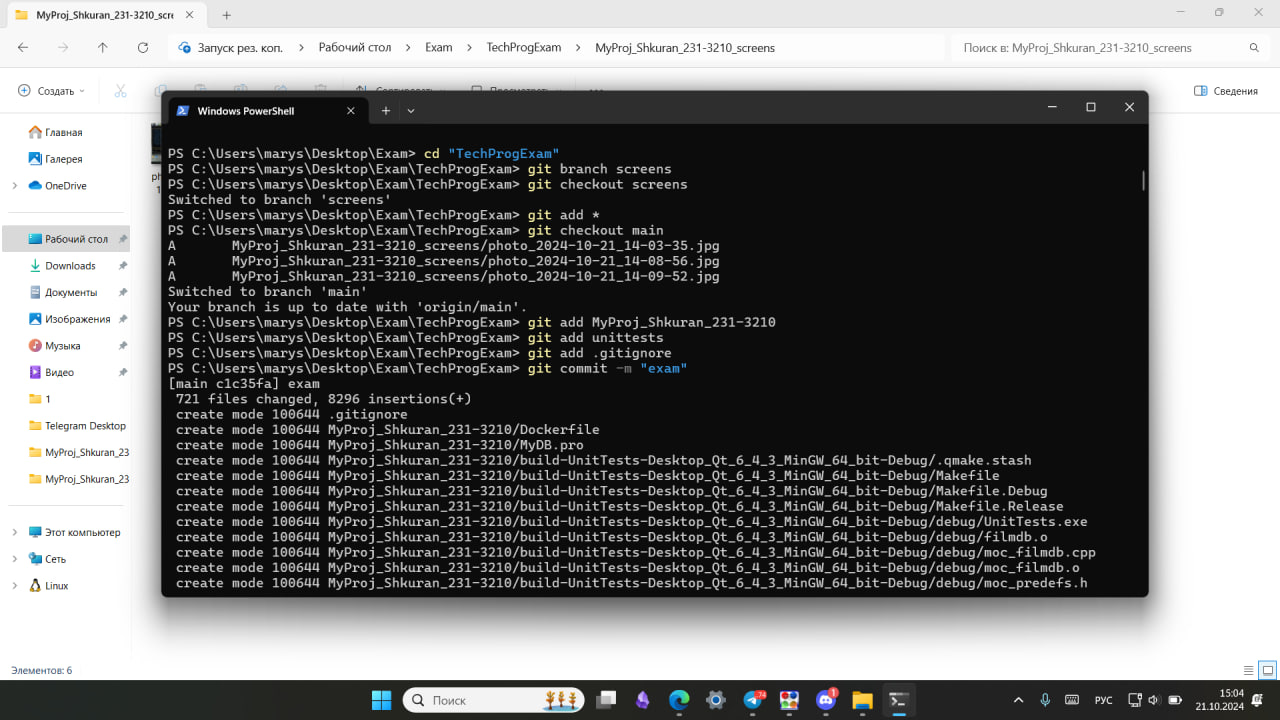 MyProj_Shkuran_231-3210_scre
Запуск рез. коп. > Рабочий стол > Exam > TechProgExam > MyProj_Shkuran_231-3210_screens
Поиск в: MyProj_Shkuran_231-3210_screens
Создать
Сортировать
Просмотреть
Сведения
Главная
Галерея
OneDrive
Рабочий стол
Downloads
Документы
Изображения
Музыка
Видео
1
Telegram Desktop
MyProj_Shkuran_23
MyProj_Shkuran_23
Этот компьютер
Сеть
Linux
Windows PowerShell
PS C:\Users\marys\Desktop\Exam> cd "TechProgExam"
PS C:\Users\marys\Desktop\Exam\TechProgExam> git branch screens
PS C:\Users\marys\Desktop\Exam\TechProgExam> git checkout screens
Switched to branch 'screens'
PS C:\Users\marys\Desktop\Exam\TechProgExam> git add *
PS C:\Users\marys\Desktop\Exam\TechProgExam> git checkout main
A       MyProj_Shkuran_231-3210_screens/photo_2024-10-21_14-03-35.jpg
A       MyProj_Shkuran_231-3210_screens/photo_2024-10-21_14-08-56.jpg
A       MyProj_Shkuran_231-3210_screens/photo_2024-10-21_14-09-52.jpg
Switched to branch 'main'
Your branch is up to date with 'origin/main'.
PS C:\Users\marys\Desktop\Exam\TechProgExam> git add MyProj_Shkuran_231-3210
PS C:\Users\marys\Desktop\Exam\TechProgExam> git add unittests
PS C:\Users\marys\Desktop\Exam\TechProgExam> git add .gitignore
PS C:\Users\marys\Desktop\Exam\TechProgExam> git commit -m "exam"
[main c1c35fa] exam
721 files changed, 8296 insertions(+)
create mode 100644 .gitignore
create mode 100644 MyProj_Shkuran_231-3210/Dockerfile
create mode 100644 MyProj_Shkuran_231-3210/MyDB.pro
create mode 100644 MyProj_Shkuran_231-3210/build-UnitTests-Desktop_Qt_6_4_3_MinGW_64_bit-Debug/.qmake.stash
create mode 100644 MyProj_Shkuran_231-3210/build-UnitTests-Desktop_Qt_6_4_3_MinGW_64_bit-Debug/Makefile
create mode 100644 MyProj_Shkuran_231-3210/build-UnitTests-Desktop_Qt_6_4_3_MinGW_64_bit-Debug/Makefile.Debug
create mode 100644 MyProj_Shkuran_231-3210/build-UnitTests-Desktop_Qt_6_4_3_MinGW_64_bit-Debug/Makefile.Release
create mode 100644 MyProj_Shkuran_231-3210/build-UnitTests-Desktop_Qt_6_4_3_MinGW_64_bit-Debug/debug/UnitTests.exe
create mode 100644 MyProj_Shkuran_231-3210/build-UnitTests-Desktop_Qt_6_4_3_MinGW_64_bit-Debug/debug/filmdb.o
create mode 100644 MyProj_Shkuran_231-3210/build-UnitTests-Desktop_Qt_6_4_3_MinGW_64_bit-Debug/debug/moc_filmdb.cpp
create mode 100644 MyProj_Shkuran_231-3210/build-UnitTests-Desktop_Qt_6_4_3_MinGW_64_bit-Debug/debug/moc_filmdb.o
create mode 100644 MyProj_Shkuran_231-3210/build-UnitTests-Desktop_Qt_6_4_3_MinGW_64_bit-Debug/debug/moc_predefs.h
Элементов: 6
Поиск
74
1
РУС
15:04
21.10.2024